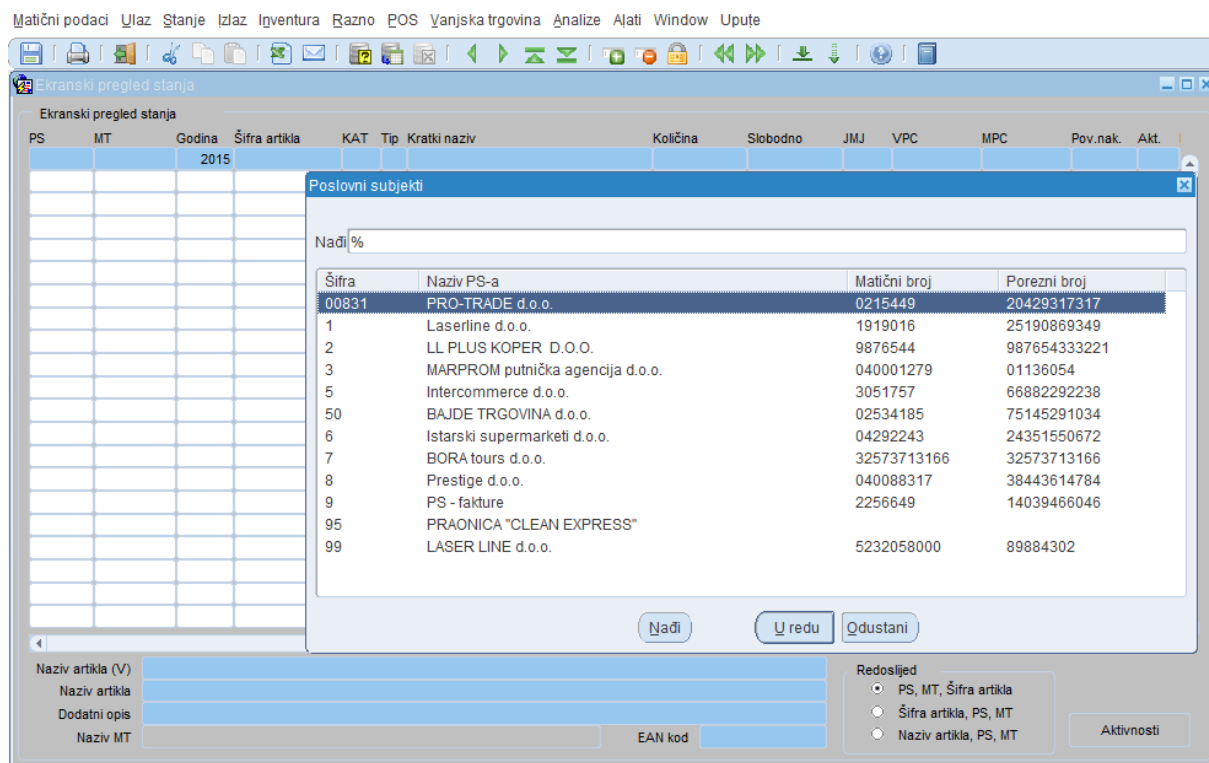 Matični podaci Ulaz Stanje Izlaz Inventura Razno POS Vanjska trgovina Analize Alati Window Upute
Ekranski pregled stanja
Ekranski pregled stanja
PS MT Godina Šifra artikla KAT Tip Kratki naziv Količina Slobodno JMJ VPC MPC Pov.nak. Akt.
2015
Poslovni subjekti
Nađi %
Šifra Naziv PS-a Matični broj Porezni broj
00831 PRO-TRADE d.o.o. 0215449 20429317317
1 Laserline d.o.o. 1919016 25190869349
2 LL PLUS KOPER D.O.O. 9876544 987654333221
3 MARPROM putnička agencija d.o.o. 040001279 01136054
5 Intercommerce d.o.o. 3051757 66882292238
50 BAJDE TRGOVINA d.o.o. 02534185 75145291034
6 Istarski supermarketi d.o.o. 04292243 24351550672
7 BORA tours d.o.o. 32573713166 32573713166
8 Prestige d.o.o. 040088317 38443614784
9 PS - fakture 2256649 14039466046
95 PRAONICA "CLEAN EXPRESS"
99 LASER LINE d.o.o. 5232058000 89884302
Nađi U redu Odustani
Naziv artikla (V)
Naziv artikla
Dodatni opis
Naziv MT EAN kod
Redoslijed
PS, MT, Šifra artikla
Šifra artikla, PS, MT
Naziv artikla, PS, MT
Aktivnosti